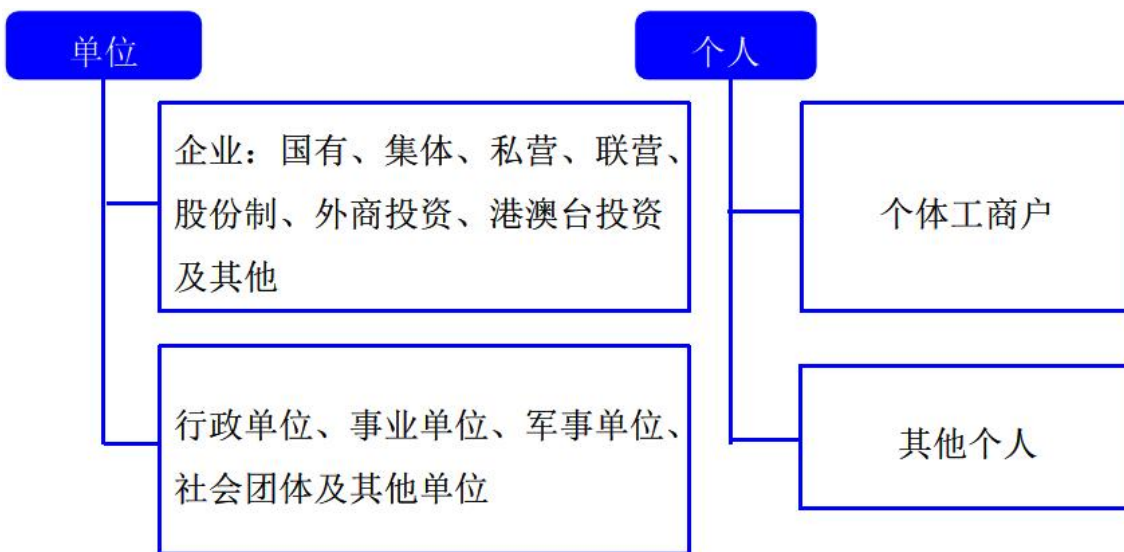 单位
企业：国有、集体、私营、联营、
股份制、外商投资、港澳台投资
及其他
行政单位、事业单位、军事单位、
社会团体及其他单位
个人
个体工商户
其他个人